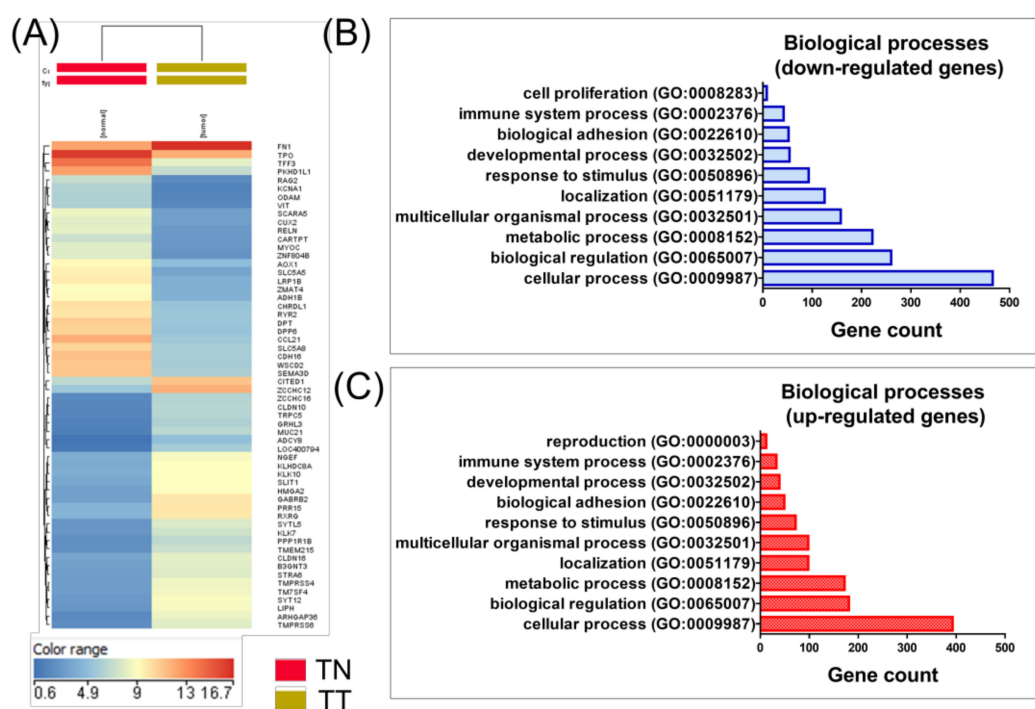 (A)
Co
ty
[normal]
[tumor]
FN1
TPO
TFF3
PKHD1L1
RAG2
KCNA1
ODAM
VIT
SCARA5
CUX2
RELN
CARTPT
MYOC
ZNF804B
AOX1
SLC5A5
LRP1B
ZMAT4
ADH1B
CHRDL1
RYR2
DPT
DPP6
CCL21
SLC5A8
CDH16
WSCD2
SEMA3D
CITED1
ZCCHC12
ZCCHC16
CLDN10
TRPC5
GRHL3
MUC21
ADCY8
LOC400794
NGEF
KLHDC8A
KLK10
SLIT1
HMGA2
GABRB2
PRR15
RXRG
SYTL5
KLK7
PPP1R1B
TMEM215
CLDN16
B3GNT3
STRA6
TMPRSS4
TM7SF4
SYT12
LIPH
ARHGAP36
TMPRSS6
Color range
0.6 4.9 9 13 16.7
TN
TT
(B)
Biological processes
(down-regulated genes)
cell proliferation (GO:0008283)
immune system process (GO:0002376)
biological adhesion (GO:0022610)
developmental process (GO:0032502)
response to stimulus (GO:0050896)
localization (GO:0051179)
multicellular organismal process (GO:0032501)
metabolic process (GO:0008152)
biological regulation (GO:0065007)
cellular process (GO:0009987)
0 100 200 300 400 500
Gene count
(C)
Biological processes
(up-regulated genes)
reproduction (GO:0000003)
immune system process (GO:0002376)
developmental process (GO:0032502)
biological adhesion (GO:0022610)
response to stimulus (GO:0050896)
multicellular organismal process (GO:0032501)
localization (GO:0051179)
metabolic process (GO:0008152)
biological regulation (GO:0065007)
cellular process (GO:0009987)
0 100 200 300 400 500
Gene count